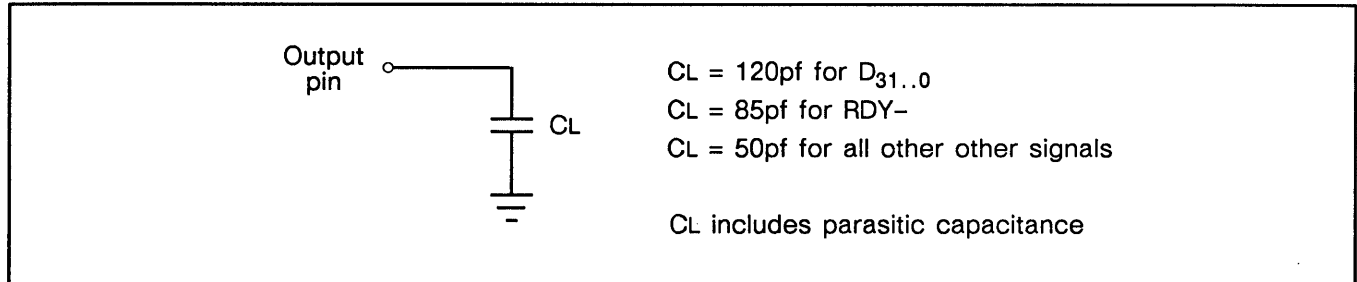 Output
pin
CL
CL = 120pf for D31..0
CL = 85pf for RDY–
CL = 50pf for all other other signals
CL includes parasitic capacitance